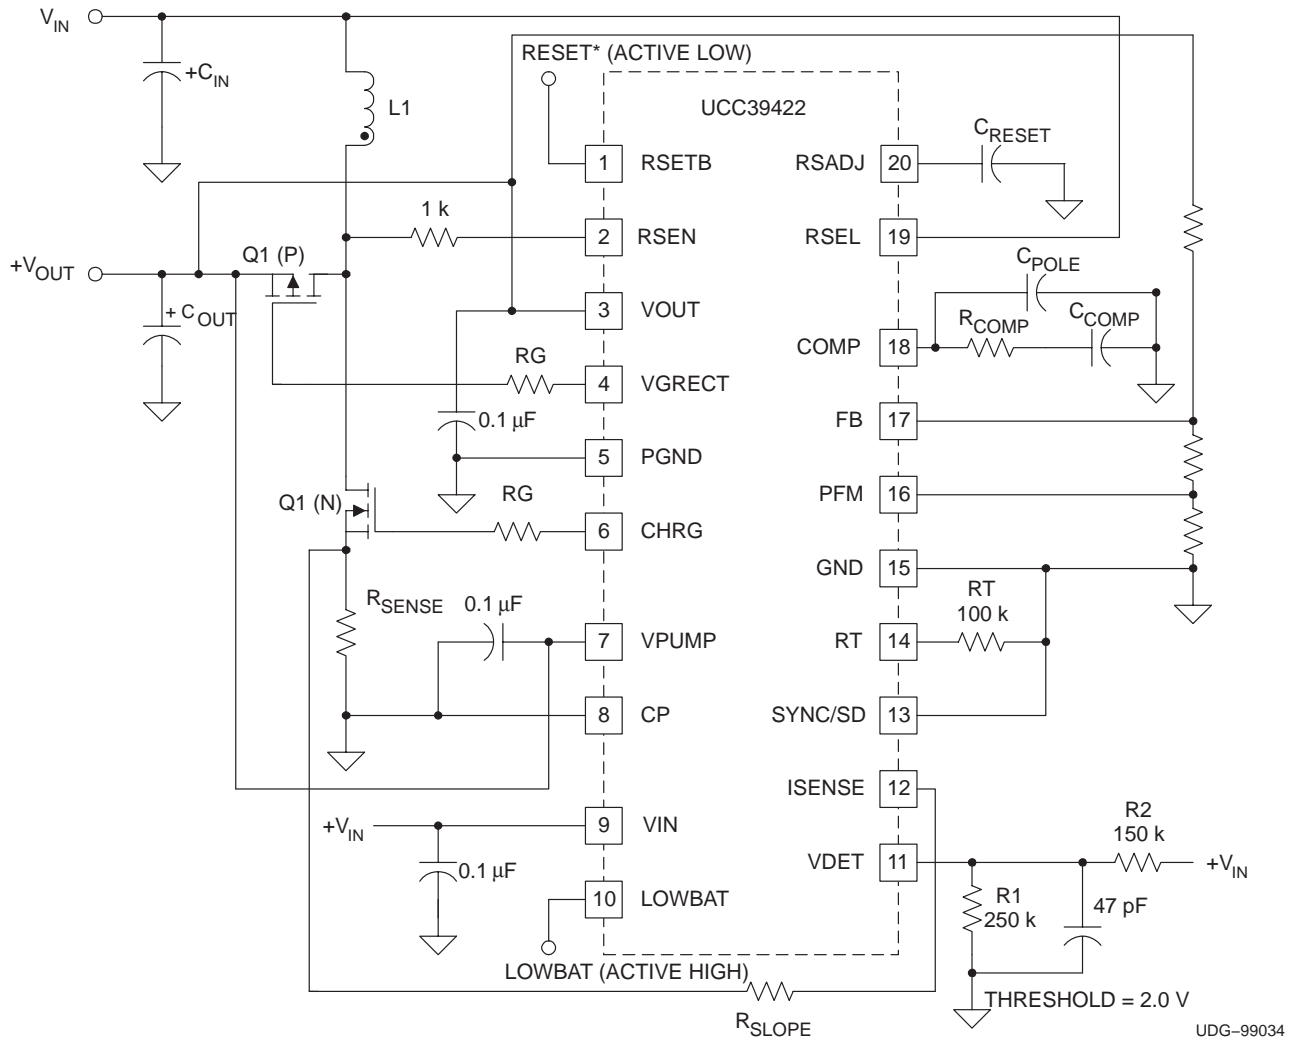 VIN
+CIN
L1
RESET* (ACTIVE LOW)
UCC39422
CRESET
1 RSETB
RSADJ 20
1 k
2 RSEN
RSEL 19
+VOUT
Q1 (P)
+ COUT
CPOLE
3 VOUT
RCOMP
CCOMP
COMP 18
RG
4 VGRECT
0.1 µF
FB 17
5 PGND
PFM 16
Q1 (N)
RG
6 CHRG
GND 15
RSENSE
0.1 µF
RT
100 k
7 VPUMP
RT 14
8 CP
SYNC/SD 13
ISENSE 12
+VIN
9 VIN
R2
150 k
VDET 11
+VIN
0.1 µF
10 LOWBAT
R1
250 k
47 pF
LOWBAT (ACTIVE HIGH)
THRESHOLD = 2.0 V
RSLOPE
UDG–99034